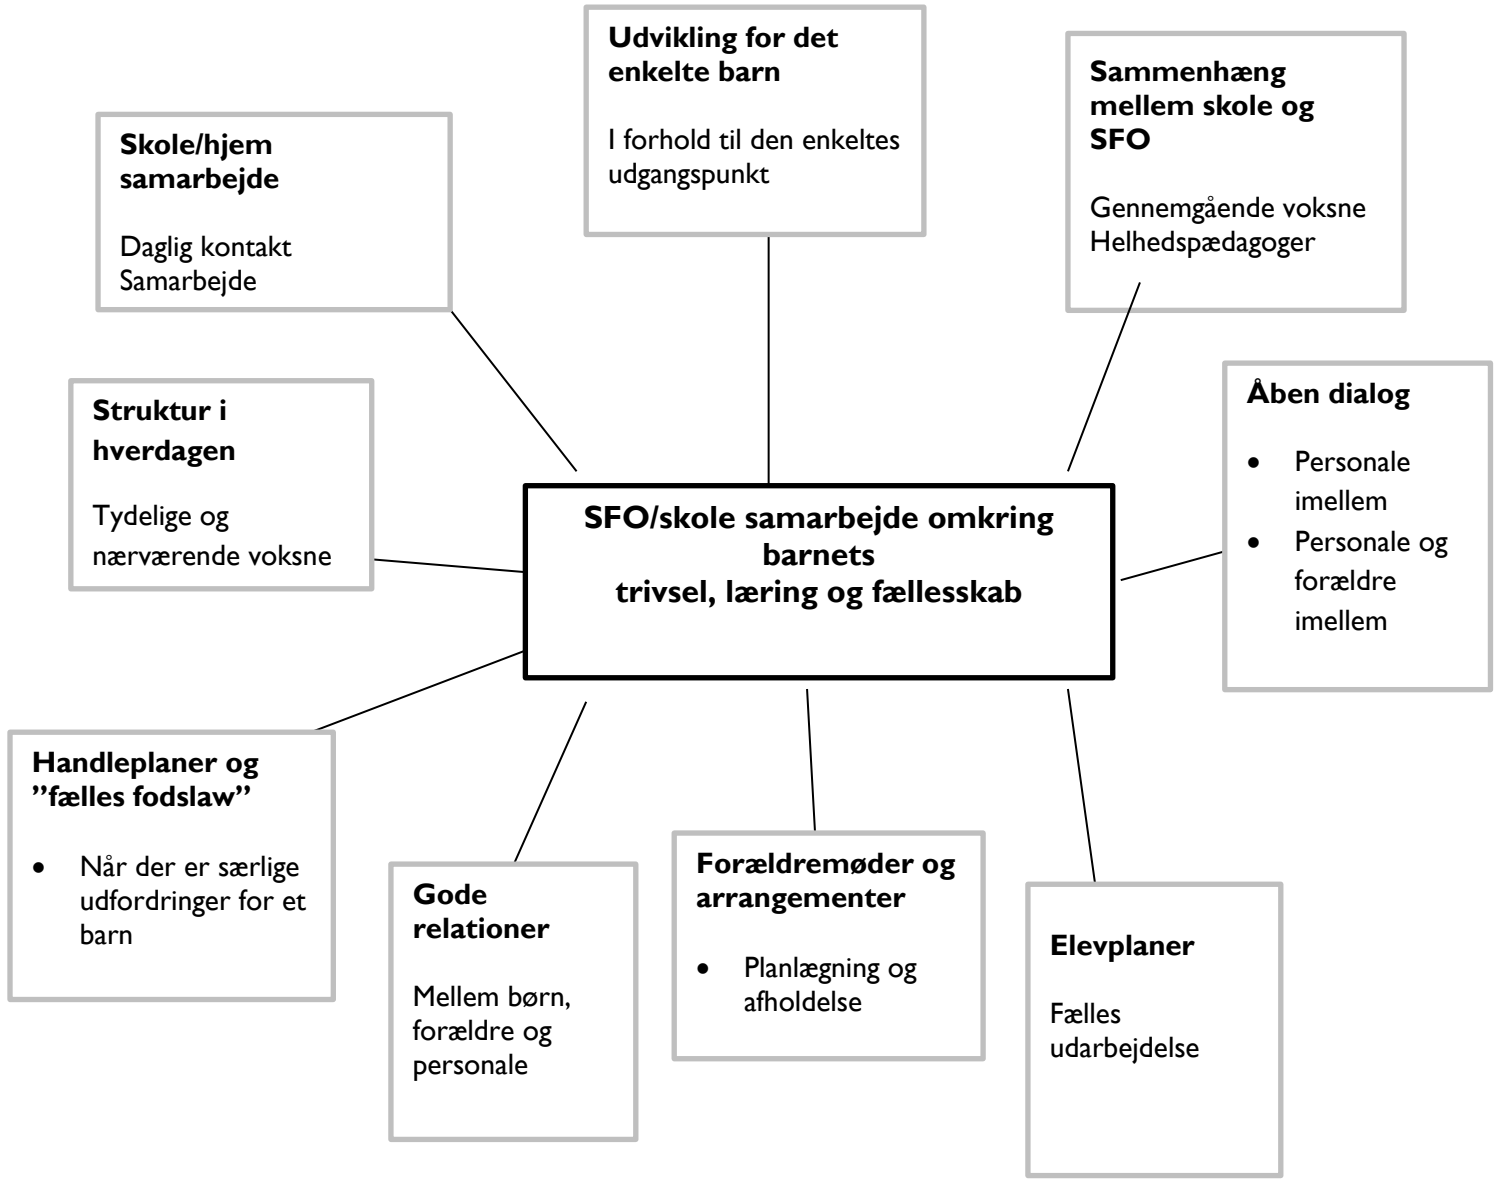 Udvikling for det
enkelte barn
I forhold til den enkeltes
udgangspunkt
Sammenhæng
mellem skole og
SFO
Gennemgående voksne
Helhedspædagoger
Skole/hjem
samarbejde
Daglig kontakt
Samarbejde
Struktur i
hverdagen
Tydelige og
nærværende voksne
Åben dialog
• Personale
imellem
• Personale og
forældre
imellem
SFO/skole samarbejde omkring
barnets
trivsel, læring og fællesskab
Handleplaner og
”fælles fodslaw”
• Når der er særlige
udfordringer for et
barn
Gode
relationer
Mellem børn,
forældre og
personale
Forældremøder og
arrangementer
• Planlægning og
afholdelse
Elevplaner
Fælles
udarbejdelse